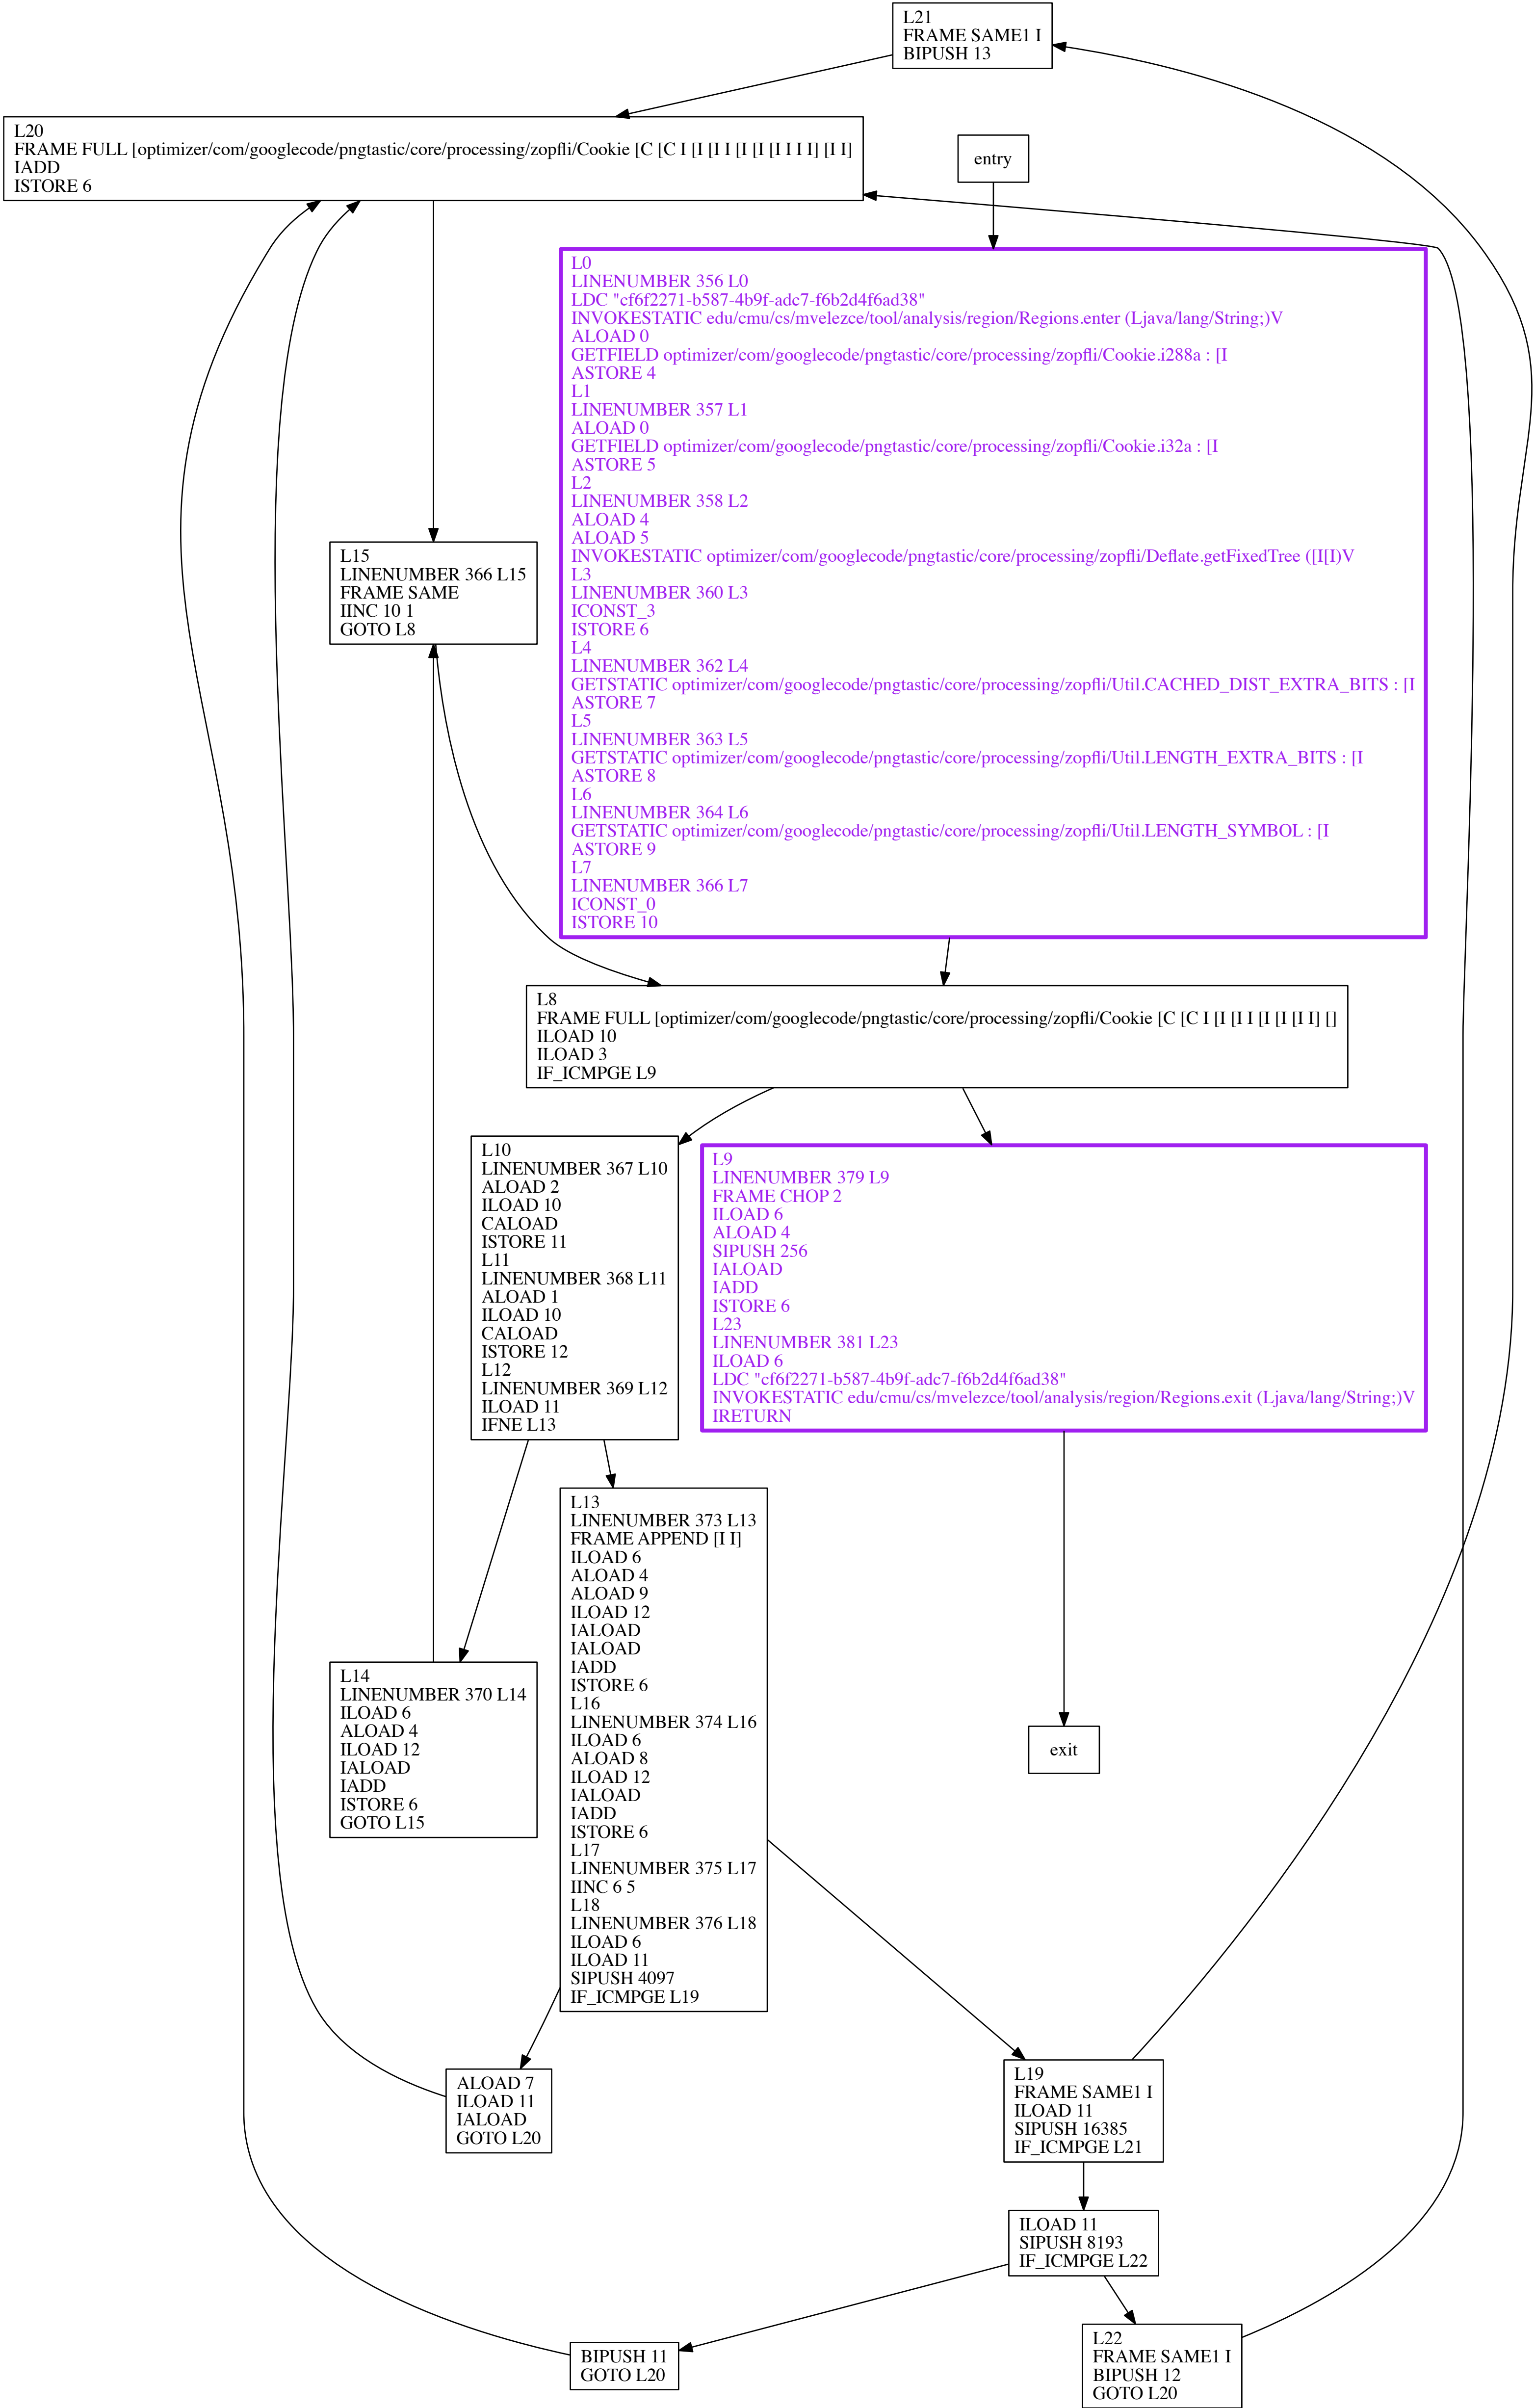 L21
FRAME SAME1 I
BIPUSH 13
L20
FRAME FULL [optimizer/com/googlecode/pngtastic/core/processing/zopfli/Cookie [C [C I [I [I I [I [I [I I I I] [I I]
IADD
ISTORE 6
entry
L0
LINENUMBER 356 L0
LDC "cf6f2271-b587-4b9f-adc7-f6b2d4f6ad38"
INVOKESTATIC edu/cmu/cs/mvelezce/tool/analysis/region/Regions.enter (Ljava/lang/String;)V
ALOAD 0
GETFIELD optimizer/com/googlecode/pngtastic/core/processing/zopfli/Cookie.i288a : [I
ASTORE 4
L1
LINENUMBER 357 L1
ALOAD 0
GETFIELD optimizer/com/googlecode/pngtastic/core/processing/zopfli/Cookie.i32a : [I
ASTORE 5
L2
LINENUMBER 358 L2
ALOAD 4
ALOAD 5
INVOKESTATIC optimizer/com/googlecode/pngtastic/core/processing/zopfli/Deflate.getFixedTree ([I[I)V
L3
LINENUMBER 360 L3
ICONST_3
ISTORE 6
L4
LINENUMBER 362 L4
GETSTATIC optimizer/com/googlecode/pngtastic/core/processing/zopfli/Util.CACHED_DIST_EXTRA_BITS : [I
ASTORE 7
L5
LINENUMBER 363 L5
GETSTATIC optimizer/com/googlecode/pngtastic/core/processing/zopfli/Util.LENGTH_EXTRA_BITS : [I
ASTORE 8
L6
LINENUMBER 364 L6
GETSTATIC optimizer/com/googlecode/pngtastic/core/processing/zopfli/Util.LENGTH_SYMBOL : [I
ASTORE 9
L7
LINENUMBER 366 L7
ICONST_0
ISTORE 10
L15
LINENUMBER 366 L15
FRAME SAME
IINC 10 1
GOTO L8
L8
FRAME FULL [optimizer/com/googlecode/pngtastic/core/processing/zopfli/Cookie [C [C I [I [I I [I [I [I I] []
ILOAD 10
ILOAD 3
IF_ICMPGE L9
L10
LINENUMBER 367 L10
ALOAD 2
ILOAD 10
CALOAD
ISTORE 11
L11
LINENUMBER 368 L11
ALOAD 1
ILOAD 10
CALOAD
ISTORE 12
L12
LINENUMBER 369 L12
ILOAD 11
IFNE L13
L9
LINENUMBER 379 L9
FRAME CHOP 2
ILOAD 6
ALOAD 4
SIPUSH 256
IALOAD
IADD
ISTORE 6
L23
LINENUMBER 381 L23
ILOAD 6
LDC "cf6f2271-b587-4b9f-adc7-f6b2d4f6ad38"
INVOKESTATIC edu/cmu/cs/mvelezce/tool/analysis/region/Regions.exit (Ljava/lang/String;)V
IRETURN
L13
LINENUMBER 373 L13
FRAME APPEND [I I]
ILOAD 6
ALOAD 4
ALOAD 9
ILOAD 12
IALOAD
IALOAD
IADD
ISTORE 6
L16
LINENUMBER 374 L16
ILOAD 6
ALOAD 8
ILOAD 12
IALOAD
IADD
ISTORE 6
L17
LINENUMBER 375 L17
IINC 6 5
L18
LINENUMBER 376 L18
ILOAD 6
ILOAD 11
SIPUSH 4097
IF_ICMPGE L19
L14
LINENUMBER 370 L14
ILOAD 6
ALOAD 4
ILOAD 12
IALOAD
IADD
ISTORE 6
GOTO L15
exit
ALOAD 7
ILOAD 11
IALOAD
GOTO L20
L19
FRAME SAME1 I
ILOAD 11
SIPUSH 16385
IF_ICMPGE L21
ILOAD 11
SIPUSH 8193
IF_ICMPGE L22
BIPUSH 11
GOTO L20
L22
FRAME SAME1 I
BIPUSH 12
GOTO L20